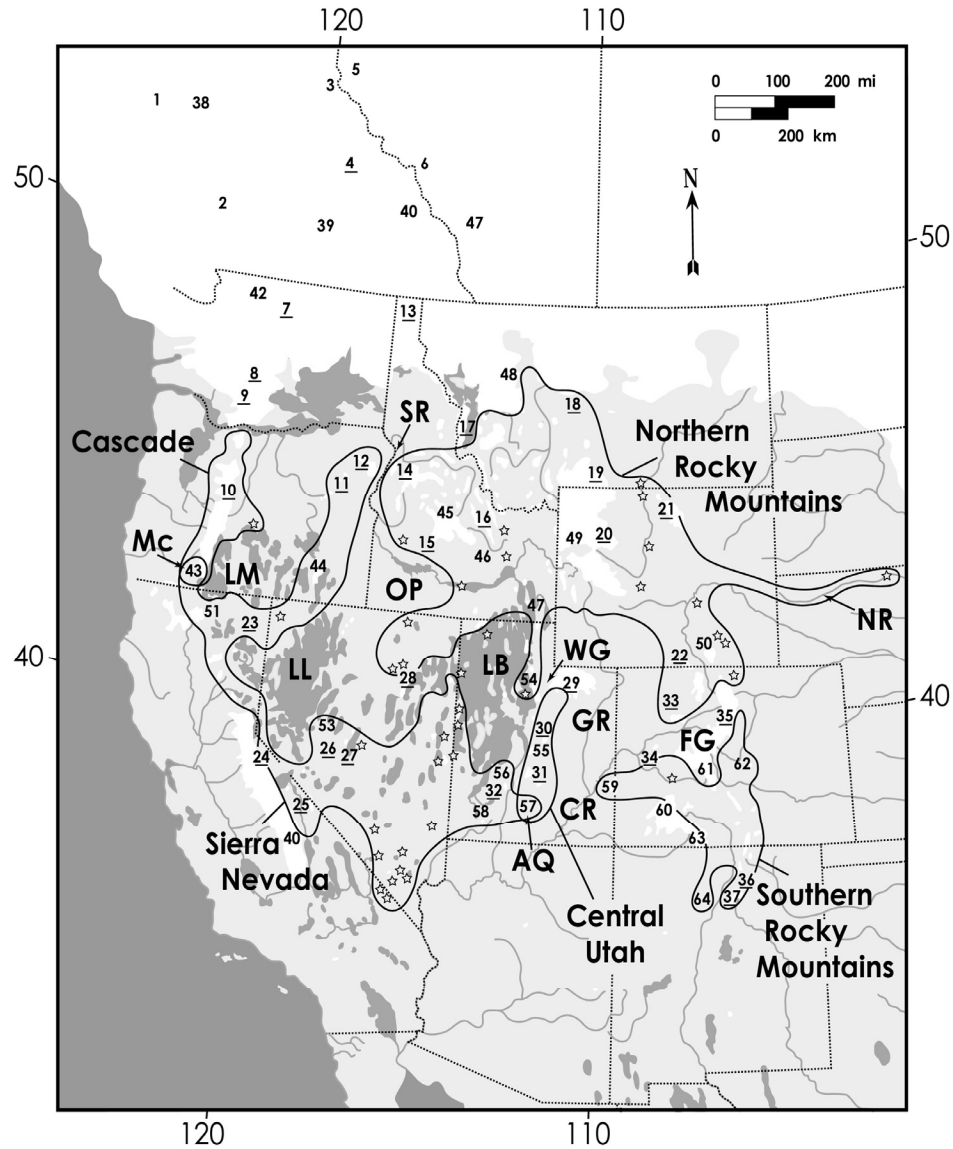 120 110
0 100 200 mi
0 200 km
5
3
1 38
4 6
50
N
2 40
39 47
50
42
7 13
48
8
9 18
SR
17
Cascade
Northern
Rocky
Mountains
12
14 19
11
10
45 16 21
49 20
Mc
15
46
43 44
LM OP
51 47
NR
23
50
WG
40 22
LL LB
28 54 29
40
33
GR
35
53 30
FG
26 27 55
24 34 62
56 31 61
32 59
25 57 58
CR 60
Sierra
Nevada
40
63
AQ
36
64 37
Southern
Rocky
Mountains
Central
Utah
120 110